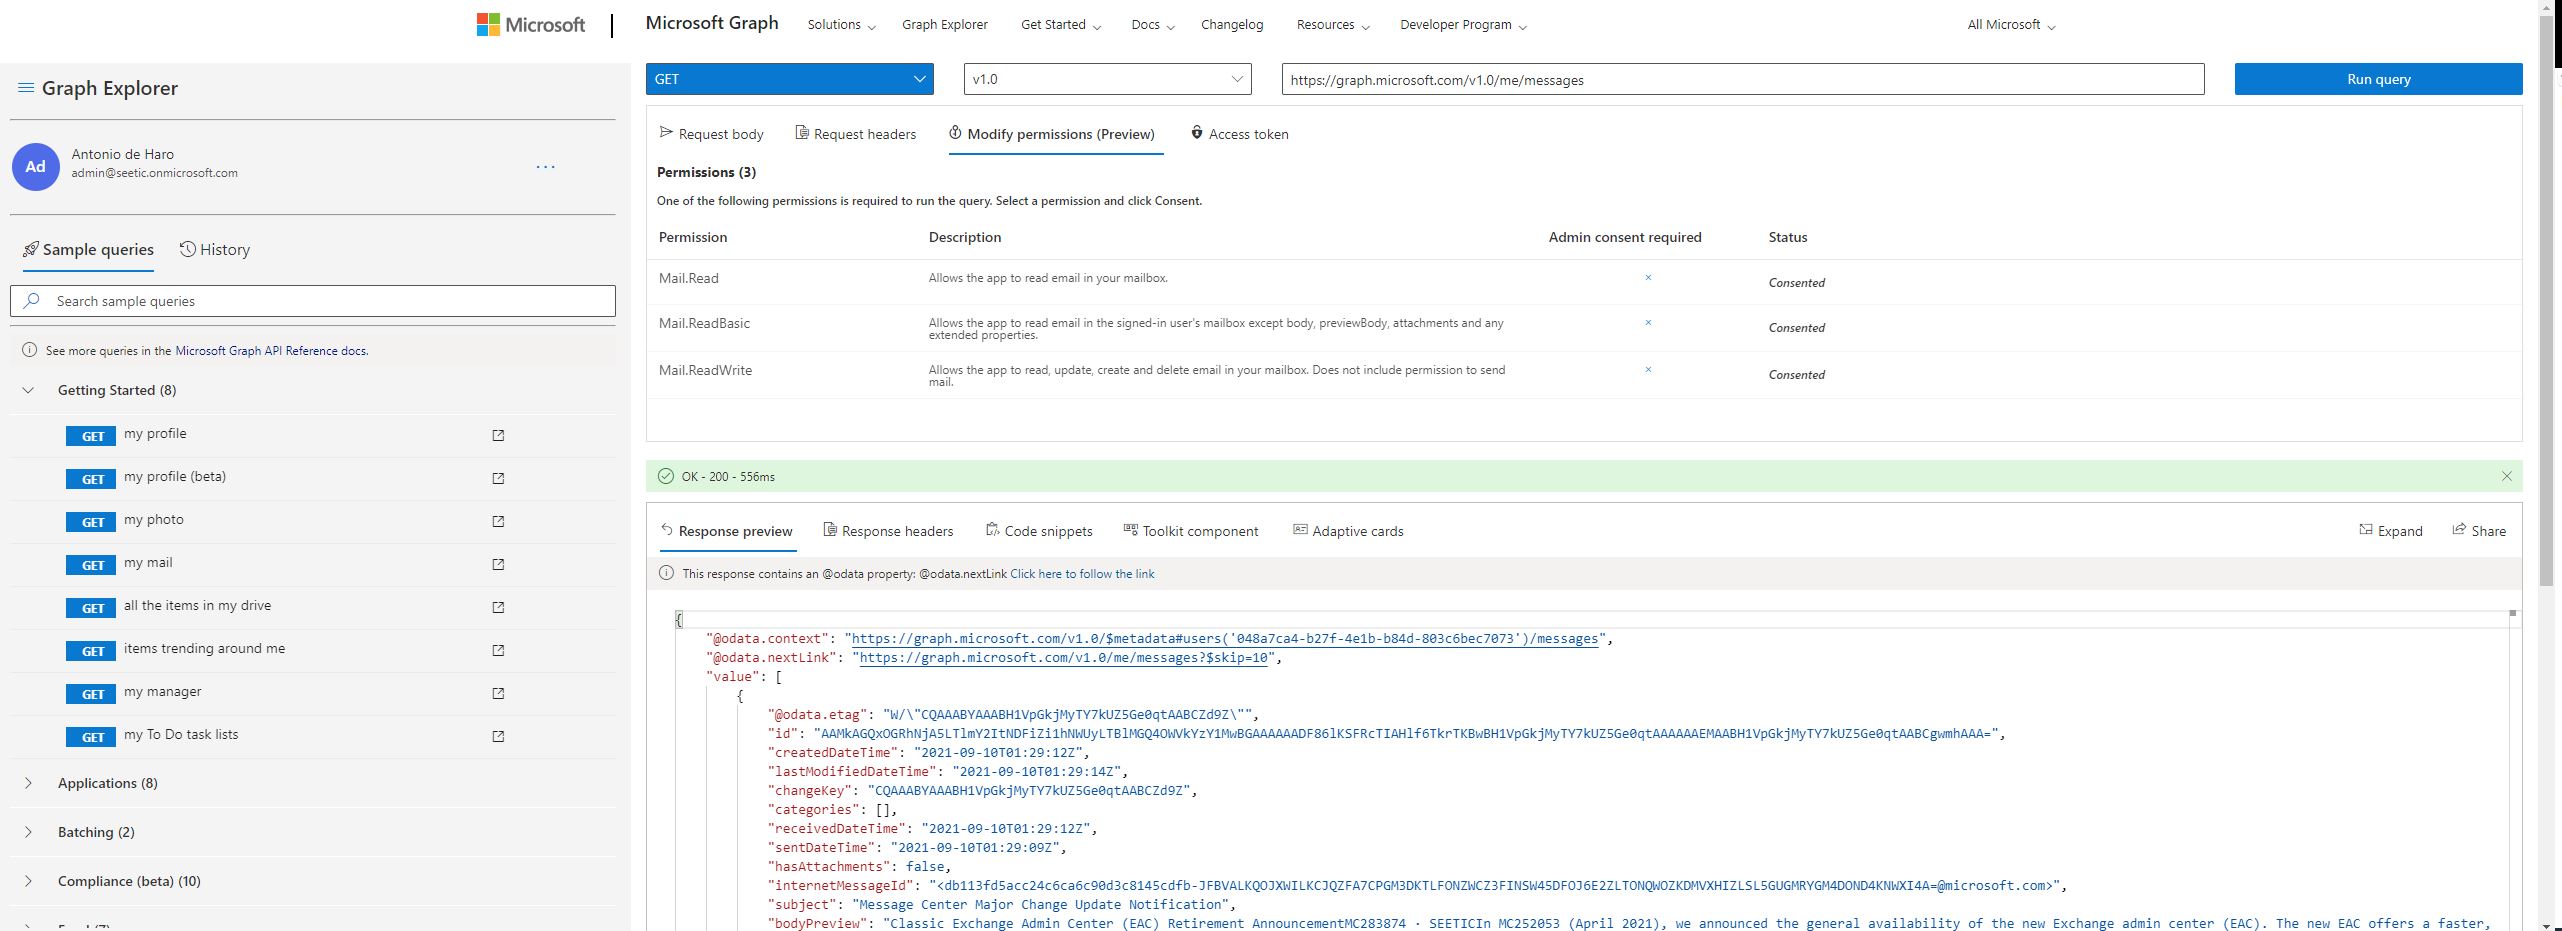 Microsoft
Microsoft Graph
Solutions
Graph Explorer
Get Started
Docs
Changelog
Resources
Developer Program
All Microsoft
Graph Explorer
Ad
Antonio de Haro
admin@seetic.onmicrosoft.com
Sample queries
History
Search sample queries
See more queries in the Microsoft Graph API Reference docs.
Getting Started (8)
GET my profile
GET my profile (beta)
GET my photo
GET my mail
GET all the items in my drive
GET items trending around me
GET my manager
GET my To Do task lists
Applications (8)
Batching (2)
Compliance (beta) (10)
GET
v1.0
https://graph.microsoft.com/v1.0/me/messages
Run query
Request body
Request headers
Modify permissions (Preview)
Access token
Permissions (3)
One of the following permissions is required to run the query. Select a permission and click Consent.
Permission Description Admin consent required Status
Mail.Read Allows the app to read email in your mailbox. Consented
Mail.ReadBasic Allows the app to read email in the signed-in user's mailbox except body, previewBody, attachments and any
extended properties. Consented
Mail.ReadWrite Allows the app to read, update, create and delete email in your mailbox. Does not include permission to send
mail. Consented
OK - 200 - 556ms
Response preview
Response headers
Code snippets
Toolkit component
Adaptive cards
Expand
Share
This response contains an @odata property: @odata.nextLink Click here to follow the link
{
"@odata.context": "https://graph.microsoft.com/v1.0/$metadata#users('048a7ca4-b27f-4e1b-b84d-803c6bec7073')/messages",
"@odata.nextLink": "https://graph.microsoft.com/v1.0/me/messages?$skip=10",
"value": [
{
"@odata.etag": "W/\"CQAAABYAAABH1VpGkjMyTY7kUZ5Ge0qtAABCZd9Z\"",
"id": "AAMkAGQxOGRhNjA5LTlmY2ItNDFiZi1hNWUyLTBlMGQ4OWVkYzY1MwBGAAAAAADF86lKSFRcTIAHlf6TkrTKBwBH1VpGkjMyTY7kUZ5Ge0qtAAAAAAEMAABH1VpGkjMyTY7kUZ5Ge0qtAABCgwmhAAA=",
"createdDateTime": "2021-09-10T01:29:12Z",
"lastModifiedDateTime": "2021-09-10T01:29:14Z",
"changeKey": "CQAAABYAAABH1VpGkjMyTY7kUZ5Ge0qtAABCZd9Z",
"categories": [],
"receivedDateTime": "2021-09-10T01:29:12Z",
"sentDateTime": "2021-09-10T01:29:09Z",
"hasAttachments": false,
"internetMessageId": "<db113fd5acc24c6ca6c90d3c8145cdfb-JFBVALKQOJXWILKCJQZFA7CPGM3DKTLFONZWCZ3FINSW45DFOJ6E2ZLTONQWOZKDMVXHIZLSL5GUGMRYGM4DOND4KNWXI4A=@microsoft.com>",
"subject": "Message Center Major Change Update Notification",
"bodyPreview": "Classic Exchange Admin Center (EAC) Retirement AnnouncementMC283874 · SEETICIn MC252053 (April 2021), we announced the general availability of the new Exchange admin center (EAC). The new EAC offers a faster,